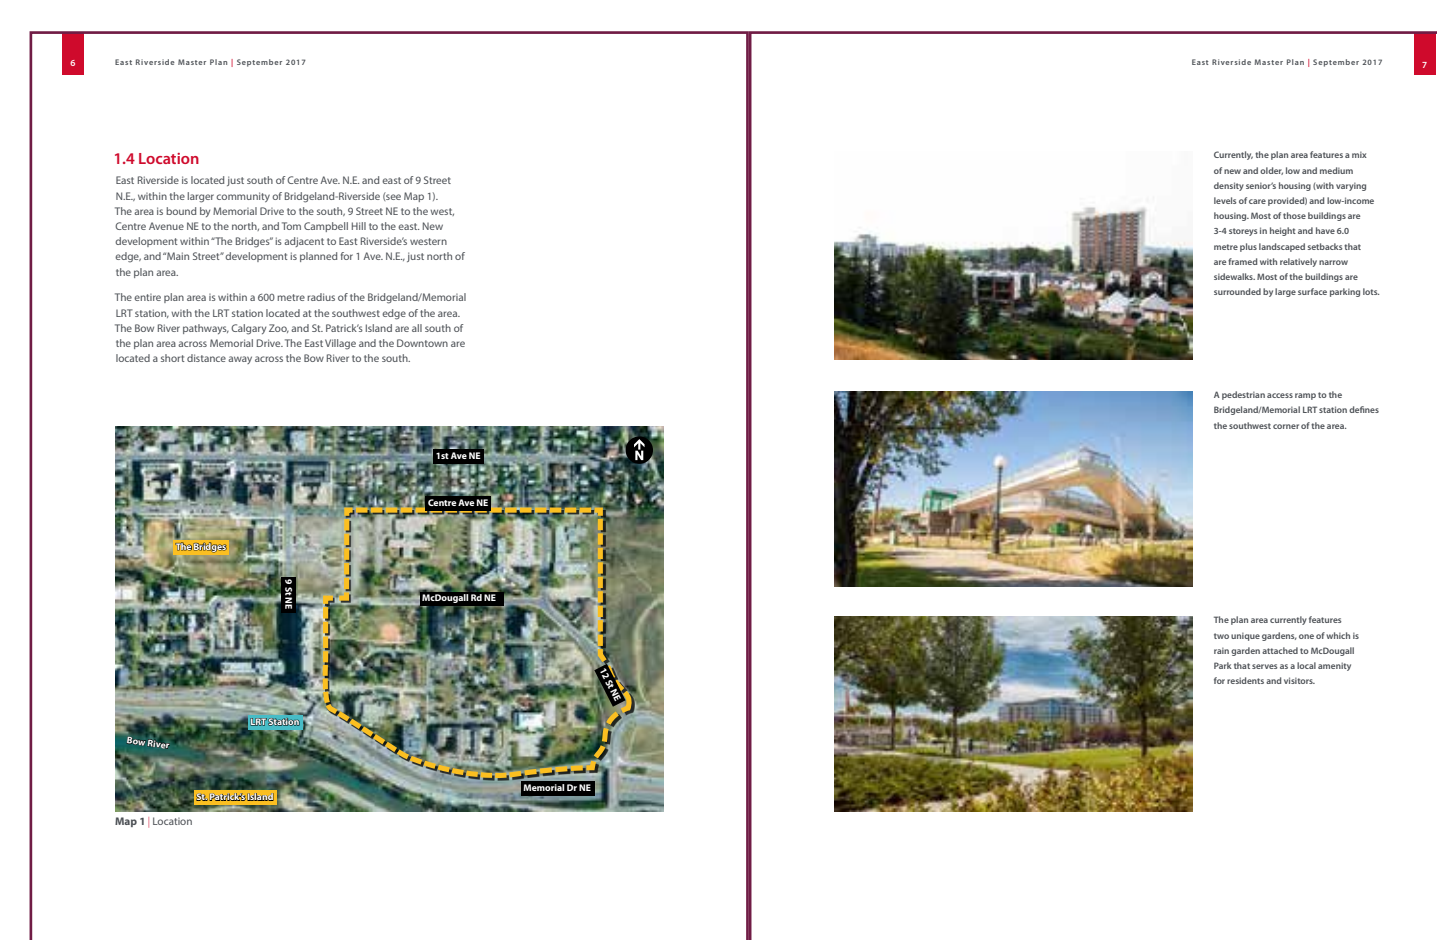 6
East Riverside Master Plan | September 2017
1.4 Location
East Riverside is located just south of Centre Ave. N.E. and east of 9 Street
N.E., within the larger community of Bridgeland-Riverside (see Map 1).
The area is bound by Memorial Drive to the south, 9 Street NE to the west,
Centre Avenue NE to the north, and Tom Campbell Hill to the east. New
development within “The Bridges” is adjacent to East Riverside’s western
edge, and “Main Street” development is planned for 1 Ave. N.E., just north of
the plan area.
The entire plan area is within a 600 metre radius of the Bridgeland/Memorial
LRT station, with the LRT station located at the southwest edge of the area.
The Bow River pathways, Calgary Zoo, and St. Patrick’s Island are all south of
the plan area across Memorial Drive. The East Village and the Downtown are
located a short distance away across the Bow River to the south.
1st Ave NE
N
Centre Ave NE
The Bridges
9 St NE
McDougall Rd NE
12 St NE
LRT Station
Bow River
Memorial Dr NE
St. Patrick's Island
Map 1 | Location
East Riverside Master Plan | September 2017
7
Currently, the plan area features a mix
of new and older, low and medium
density senior’s housing (with varying
levels of care provided) and low-income
housing. Most of those buildings are
3-4 storeys in height and have 6.0
metre plus landscaped setbacks that
are framed with relatively narrow
sidewalks. Most of the buildings are
surrounded by large surface parking lots.
A pedestrian access ramp to the
Bridgeland/Memorial LRT station defines
the southwest corner of the area.
The plan area currently features
two unique gardens, one of which is
rain garden attached to McDougall
Park that serves as a local amenity
for residents and visitors.